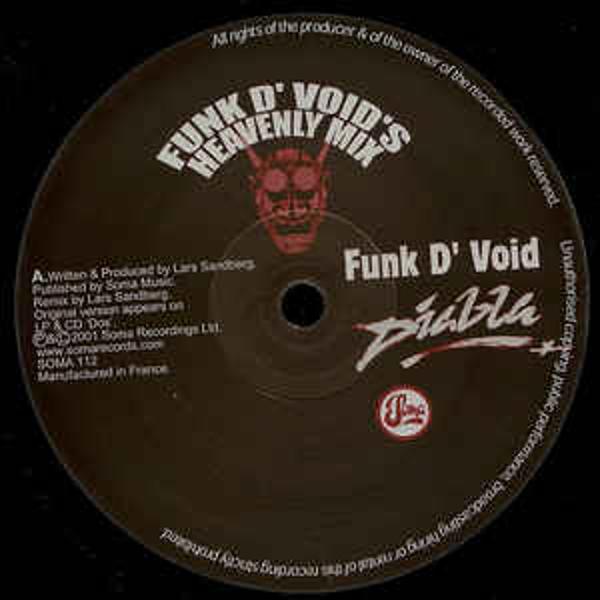 All rights of the producer & of the owner of the recorded work reserved.
FUNK D' VOID'S
HEAVENLY MIX
Funk D' Void
Diabla
A.Written & Produced by Lars Sandberg.
Published by Soma Music.
Remix by Lars Sandberg.
Original version appears on
LP & CD 'Dos'.
Ⓟ&©2001 Soma Recordings Ltd.
www.somarecords.com
SOMA 112
Manufactured in France.
Soma
Unauthorised copying, public performance, broadcasting hiring or rental of this recording strictly prohibited.